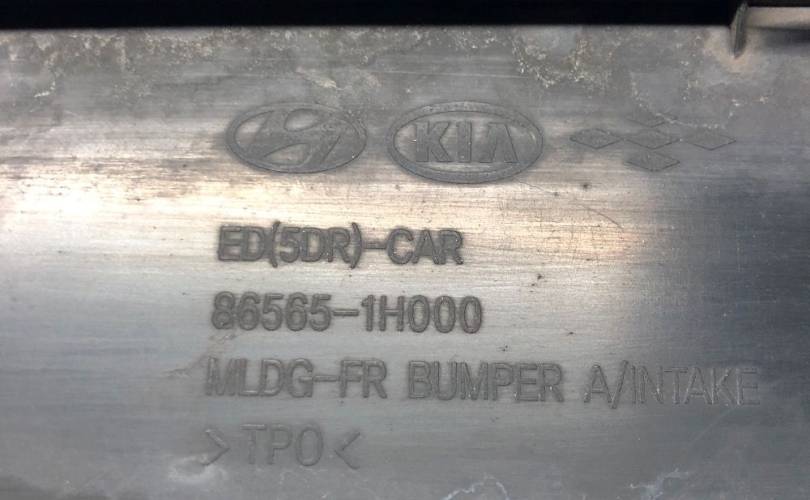 KIA
ED(5DR)-CAR
86565-1H000
MLDG-FR BUMPER A/INTAKE
>TPO<